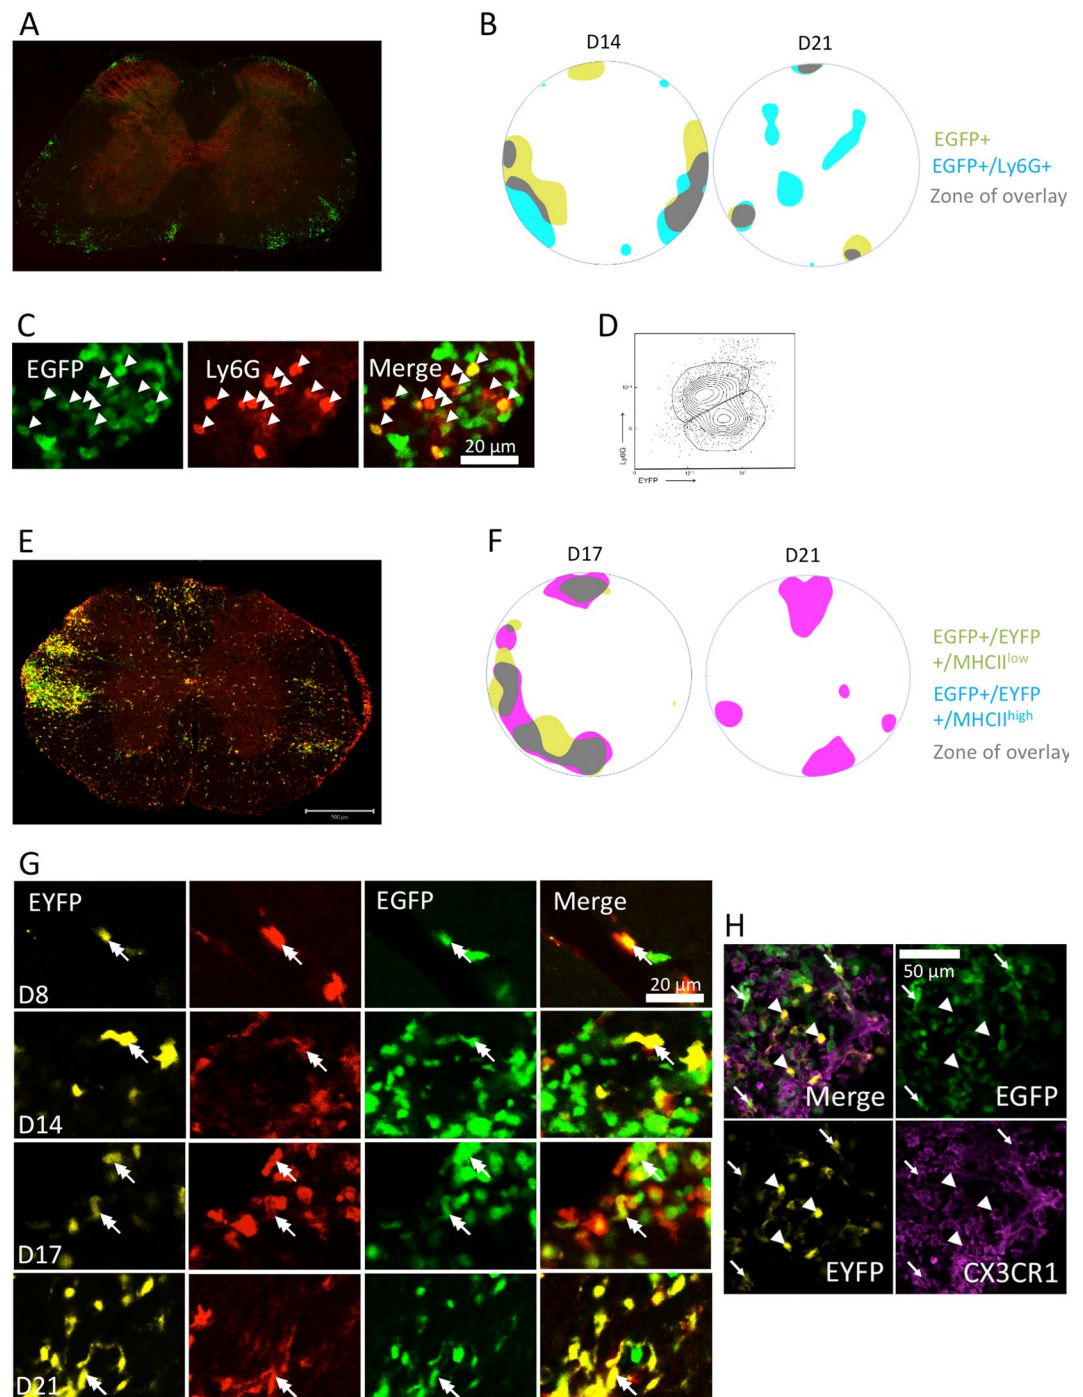 A
B
D14
D21
EGFP+
EGFP+/Ly6G+
Zone of overlay
C
EGFP
Ly6G
Merge
20 µm
D
Ly6G
EYFP
E
500 µm
F
D17
D21
EGFP+/EYFP
+/MHCIIlow
EGFP+/EYFP
+/MHCIIhigh
Zone of overlay
G
EYFP
EGFP
Merge
D8
20 µm
D14
D17
D21
H
50 µm
Merge
EGFP
EYFP
CX3CR1